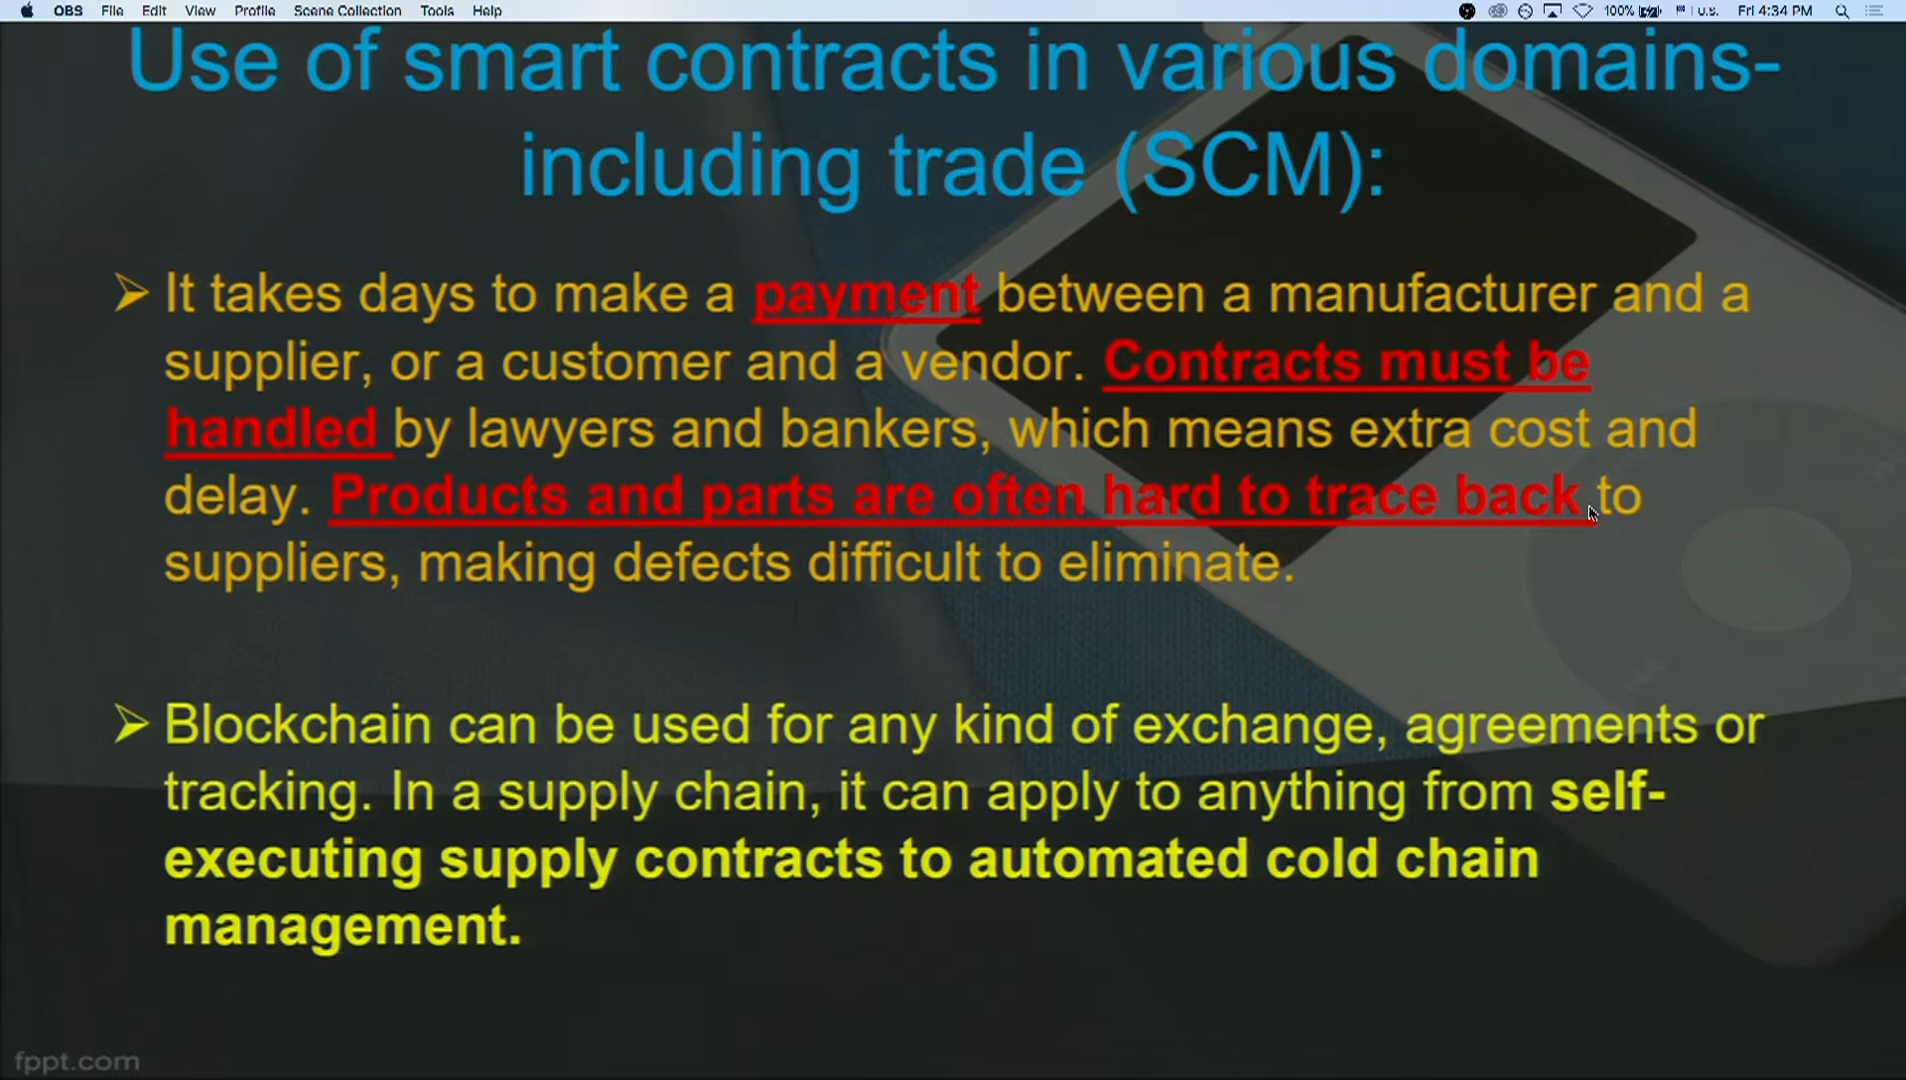 OBS File Edit View Profile Scene Collection Tools Help 100% U.S. Fri 4:34 PM
Use of smart contracts in various domains-
including trade (SCM):
➢ It takes days to make a payment between a manufacturer and a
supplier, or a customer and a vendor. Contracts must be
handled by lawyers and bankers, which means extra cost and
delay. Products and parts are often hard to trace back to
suppliers, making defects difficult to eliminate.
➢ Blockchain can be used for any kind of exchange, agreements or
tracking. In a supply chain, it can apply to anything from self-
executing supply contracts to automated cold chain
management.
fppt.com